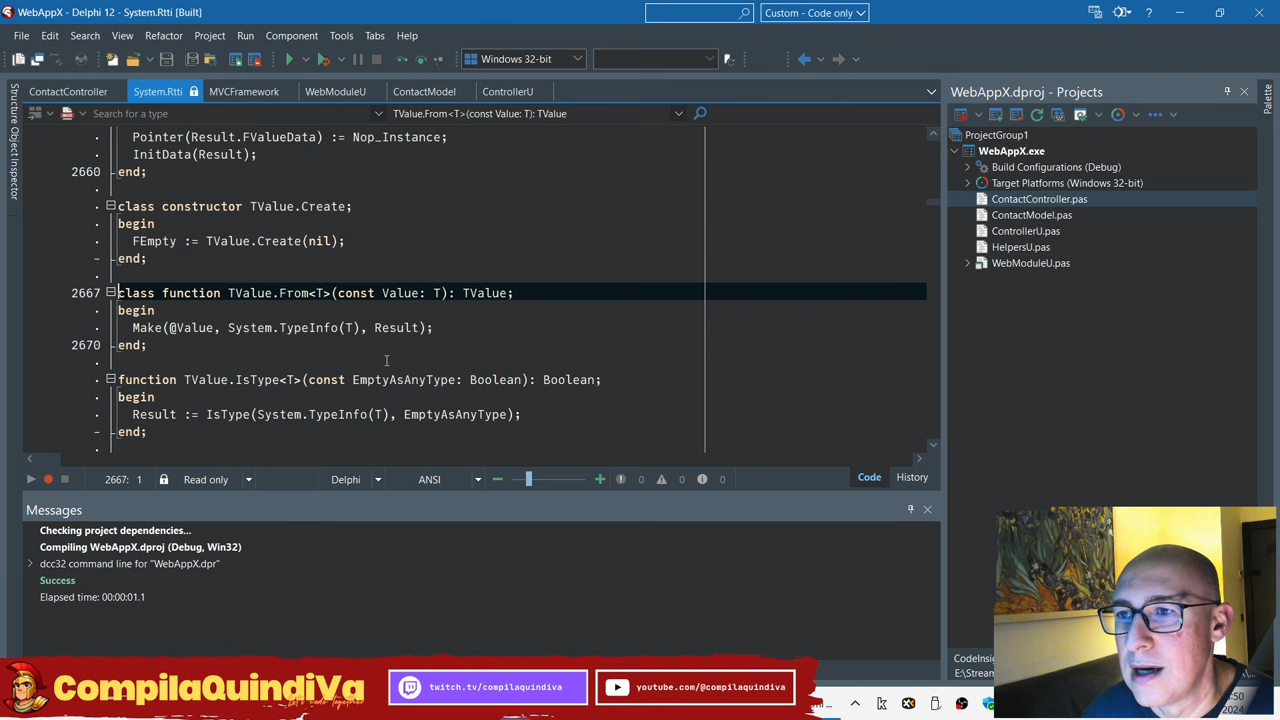 WebAppX - Delphi 12 - System.Rtti [Built]
Custom - Code only
File Edit Search View Refactor Project Run Component Tools Tabs Help
Windows 32-bit
ContactController System.Rtti MVCFramework WebModuleU ContactModel ControllerU
WebAppX.dproj - Projects
Search for a type
TValue.From<T>(const Value: T): TValue
Structure Object Inspector
Palette
ProjectGroup1
WebAppX.exe
Build Configurations (Debug)
Target Platforms (Windows 32-bit)
ContactController.pas
ContactModel.pas
ControllerU.pas
HelpersU.pas
WebModuleU.pas
Pointer(Result.FValueData) := Nop_Instance;
InitData(Result);
2660 end;
class constructor TValue.Create;
begin
FEmpty := TValue.Create(nil);
end;
2667 class function TValue.From<T>(const Value: T): TValue;
begin
Make(@Value, System.TypeInfo(T), Result);
2670 end;
function TValue.IsType<T>(const EmptyAsAnyType: Boolean): Boolean;
begin
Result := IsType(System.TypeInfo(T), EmptyAsAnyType);
end;
2667: 1 Read only Delphi ANSI 0 0 0 Code History
Messages
Checking project dependencies...
Compiling WebAppX.dproj (Debug, Win32)
dcc32 command line for "WebAppX.dpr"
Success
Elapsed time: 00:00:01.1
CodeInsig
E:\Stream
CompilaQuindiVa
Let's code Together
twitch.tv/compilaquindiva
youtube.com/@compilaquindiva
:50
2024